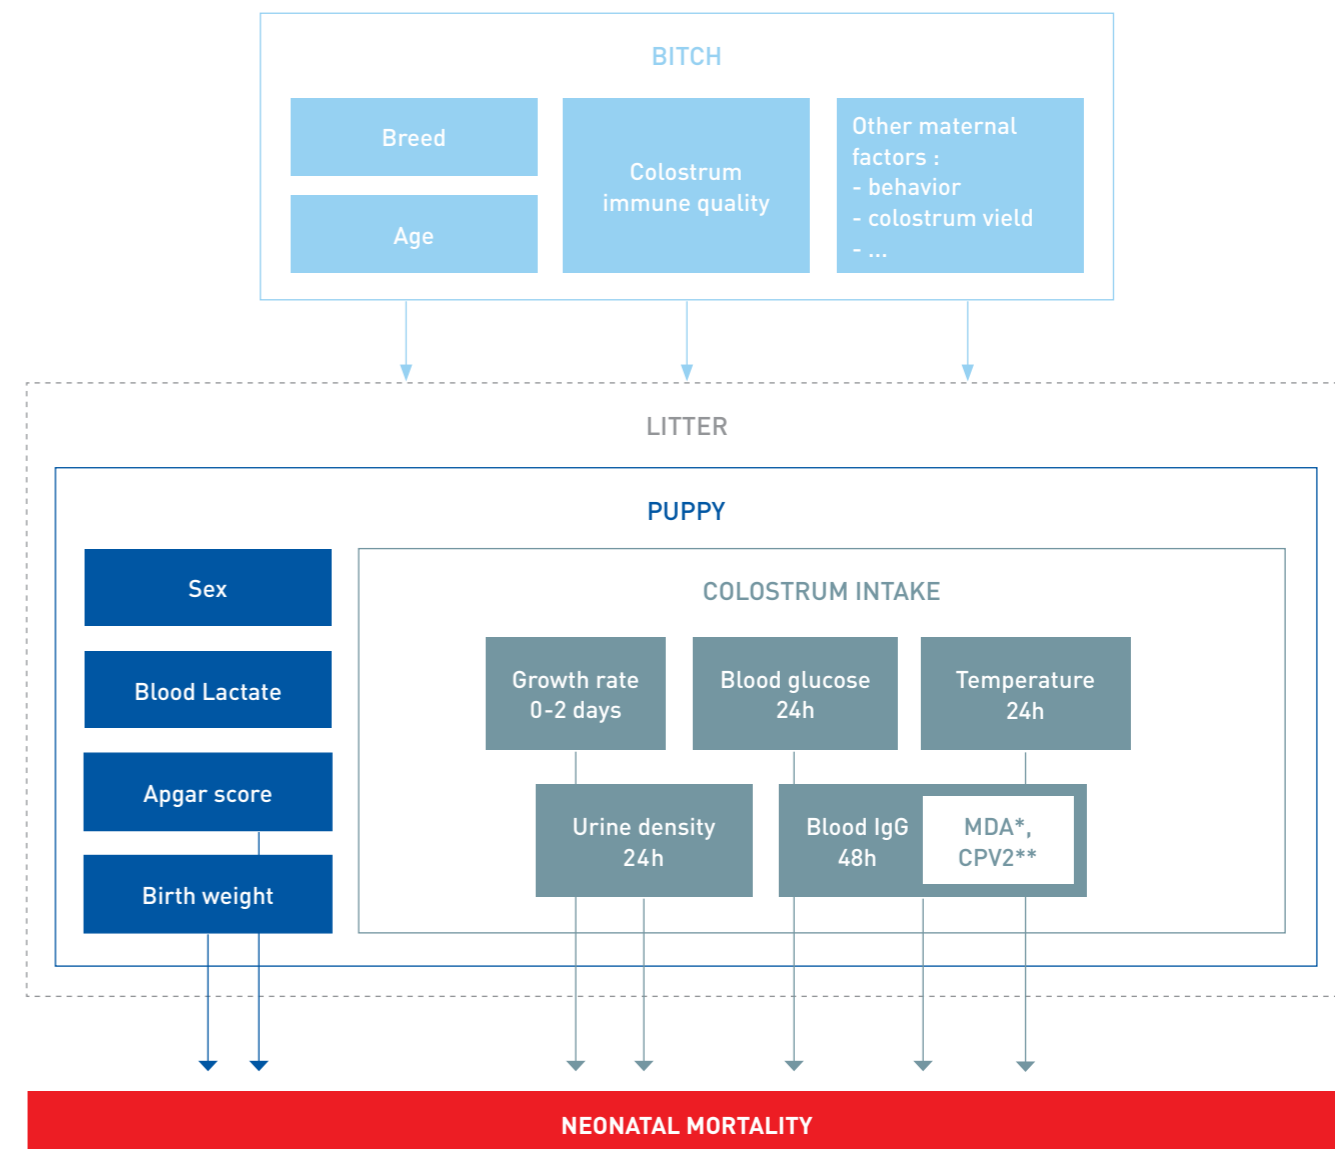 BITCH
Breed
Age
Colostrum
immune quality
Other maternal
factors :
- behavior
- colostrum vield
- ...
LITTER
PUPPY
Sex
Blood Lactate
Apgar score
Birth weight
COLOSTRUM INTAKE
Growth rate
0-2 days
Blood glucose
24h
Temperature
24h
Urine density
24h
Blood IgG
48h
MDA*,
CPV2**
NEONATAL MORTALITY